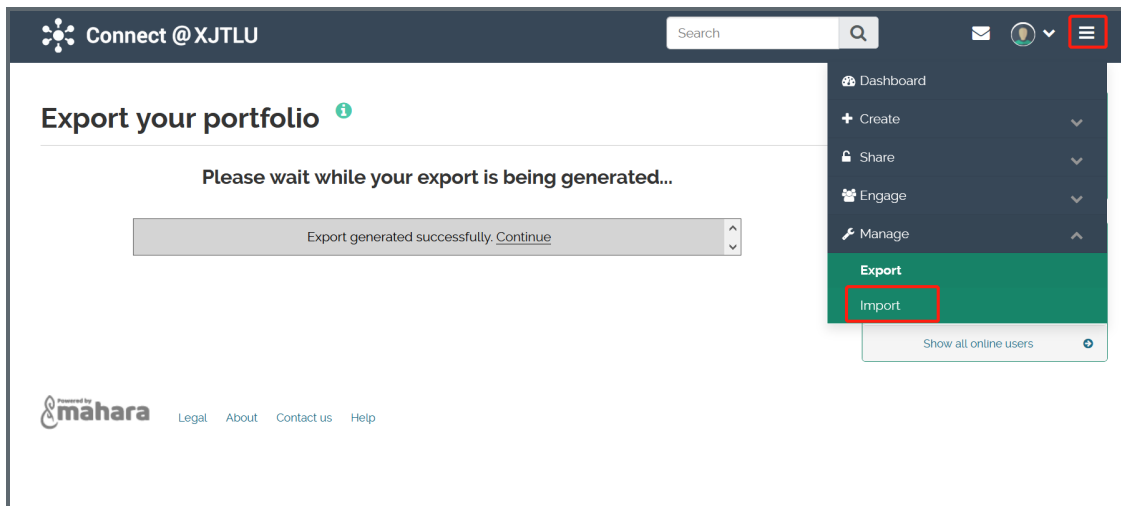 Connect @ XJTLU
Search
Dashboard
Export your portfolio
Create
Share
Please wait while your export is being generated...
Engage
Manage
Export generated successfully. Continue
Export
Import
Show all online users
Powered by
mahara
Legal About Contact us Help